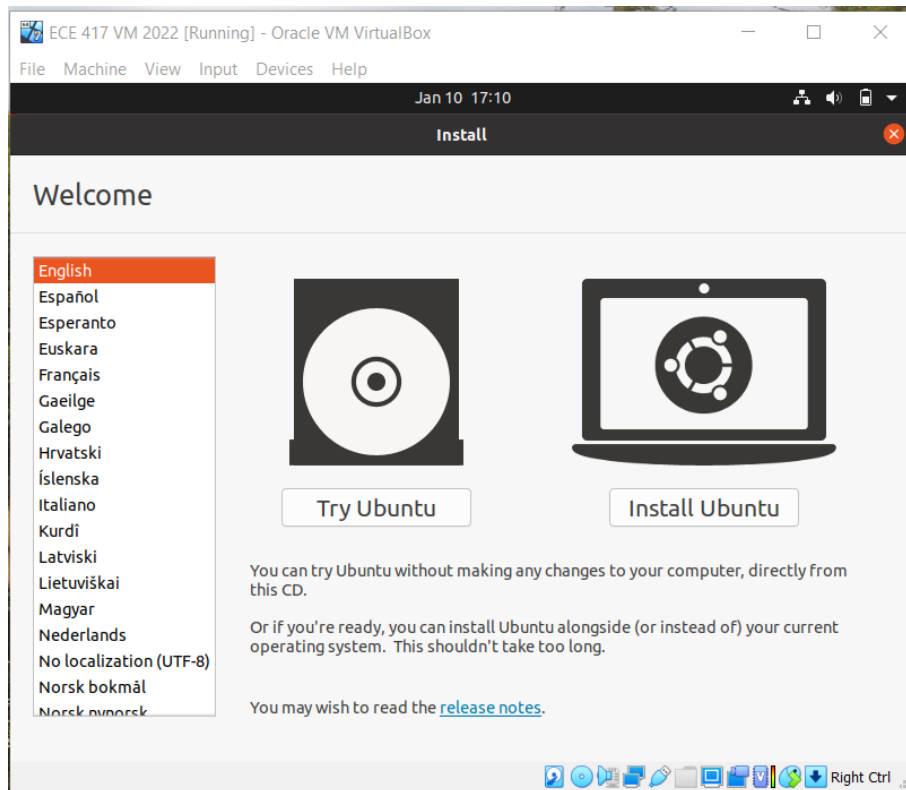 ECE 417 VM 2022 [Running] - Oracle VM VirtualBox
File Machine View Input Devices Help
Jan 10 17:10
Install
Welcome
English
Español
Esperanto
Euskara
Français
Gaeilge
Galego
Hrvatski
Íslenska
Italiano
Kurdî
Latviski
Lietuviškai
Magyar
Nederlands
No localization (UTF-8)
Norsk bokmål
Norsk nynorsk
Try Ubuntu
Install Ubuntu
You can try Ubuntu without making any changes to your computer, directly from
this CD.
Or if you're ready, you can install Ubuntu alongside (or instead of) your current
operating system. This shouldn't take too long.
You may wish to read the release notes.
Right Ctrl